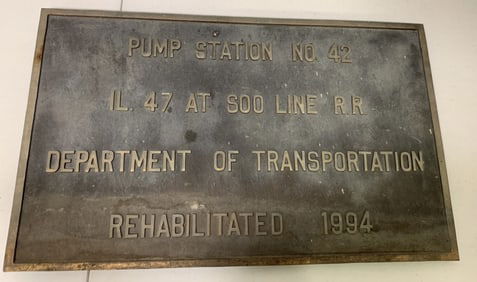 PUMP STATION NO. 42
IL. 47 AT SOO LINE R.R.
DEPARTMENT OF TRANSPORTATION
REHABILITATED 1994